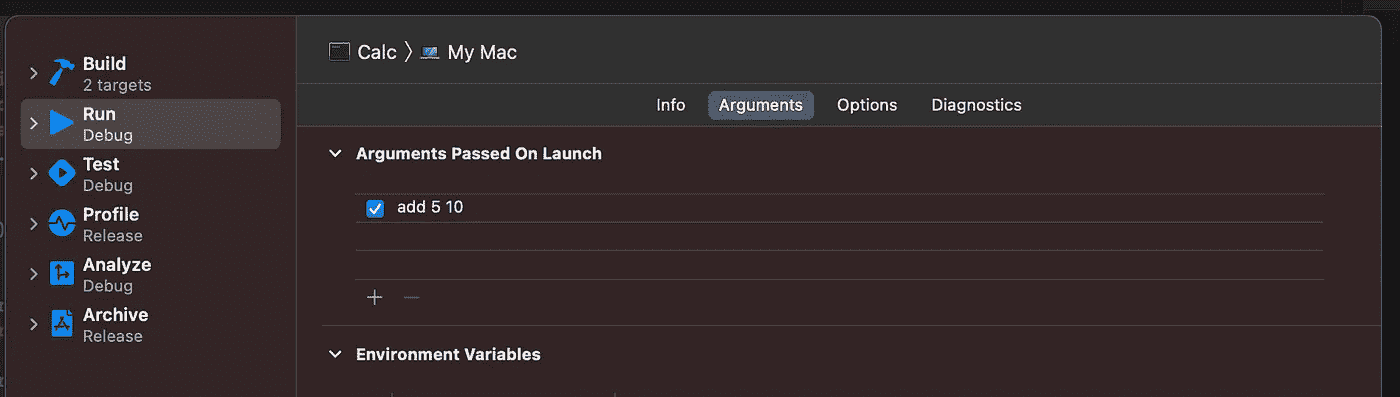 Build
2 targets
Run
Debug
Test
Debug
Profile
Release
Analyze
Debug
Archive
Release
Calc 〉 My Mac
Info Arguments Options Diagnostics
Arguments Passed On Launch
add 5 10
Environment Variables